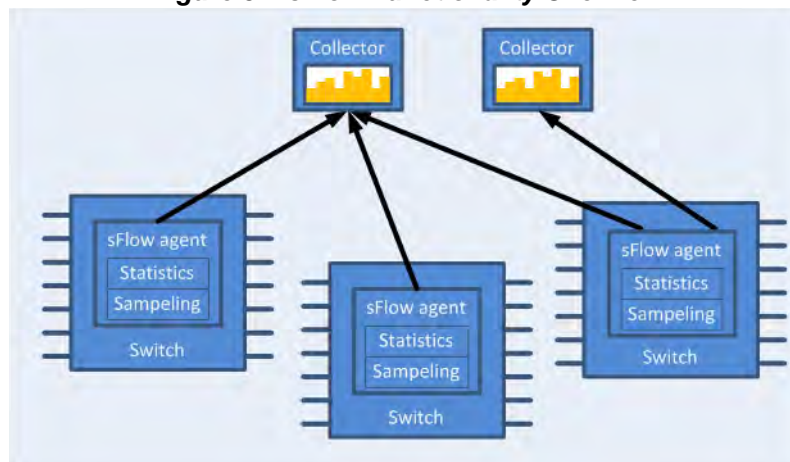 Collector
Collector
sFlow agent
Statistics
Sampeling
Switch
sFlow agent
Statistics
Sampeling
Switch
sFlow agent
Statistics
Sampeling
Switch